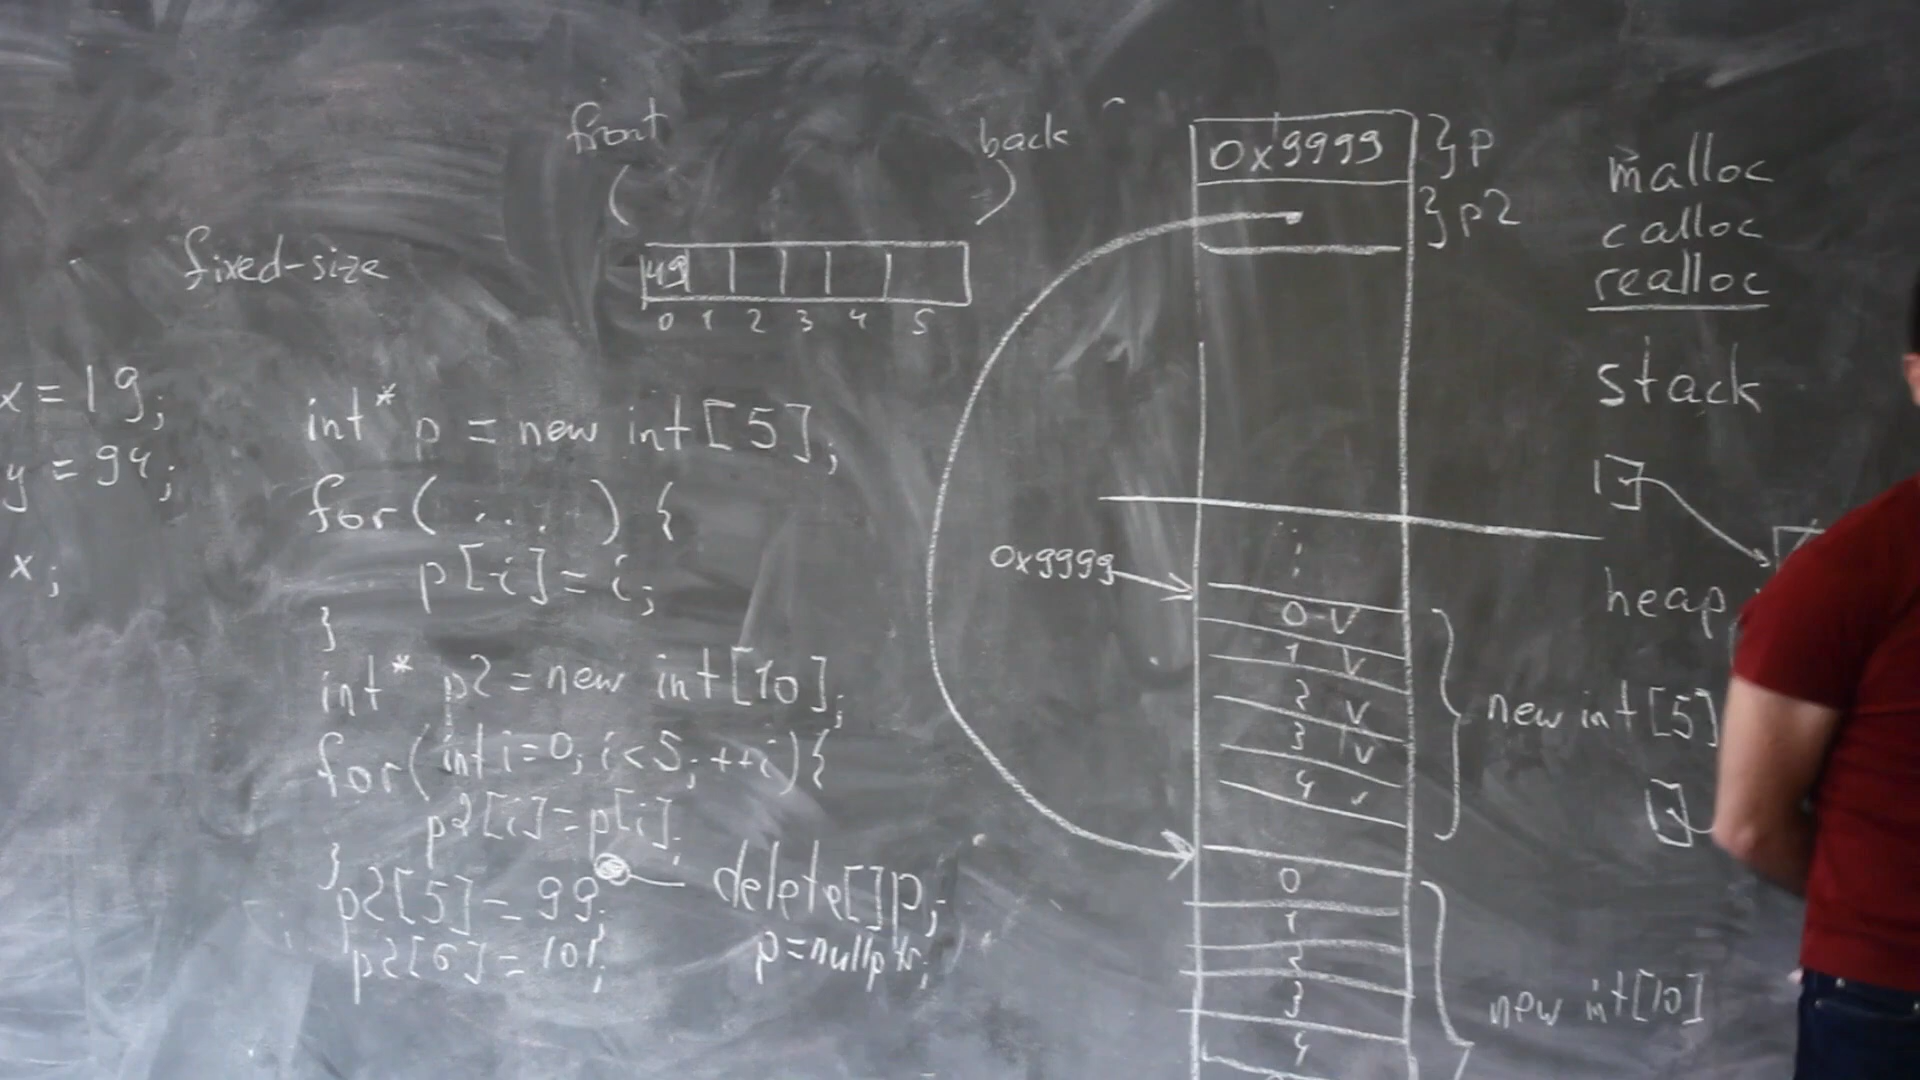 front
back
fixed-size
49
0 1 2 3 4 5
x = 19;
y = 94;
x;
int* p = new int[5];
for( ... ) {
p[i] = i;
}
int* p2 = new int[10];
for(int i=0; i<5; ++i){
p2[i] = p[i];
}
p2[5] = 99;
p2[6] = 101;
delete[]p;
p=nullptr;
0x9999 } p
} p2
0x9999
0 - v
1 v
2 v
3 v
4 v
new int[5]
0
1
2
3
4
new int[10]
malloc
calloc
realloc
stack
heap